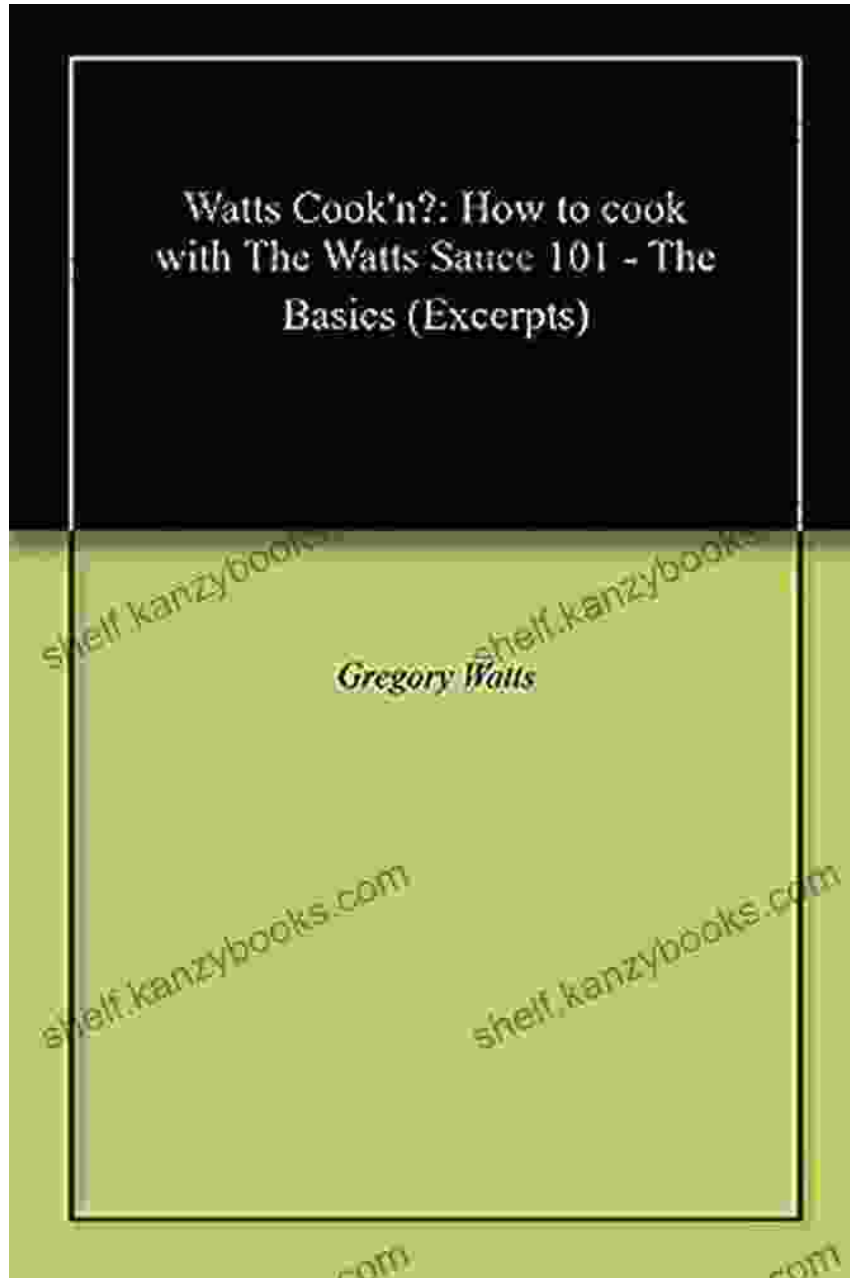 Watts Cook'n?: How to cook
with The Watts Sauce 101 - The
Basics (Excerpts)
shelf.kanzybooks
shelf.kanzybooks
Gregory Watts
shelf.kanzybooks.com
shelf.kanzybooks.com
com
com